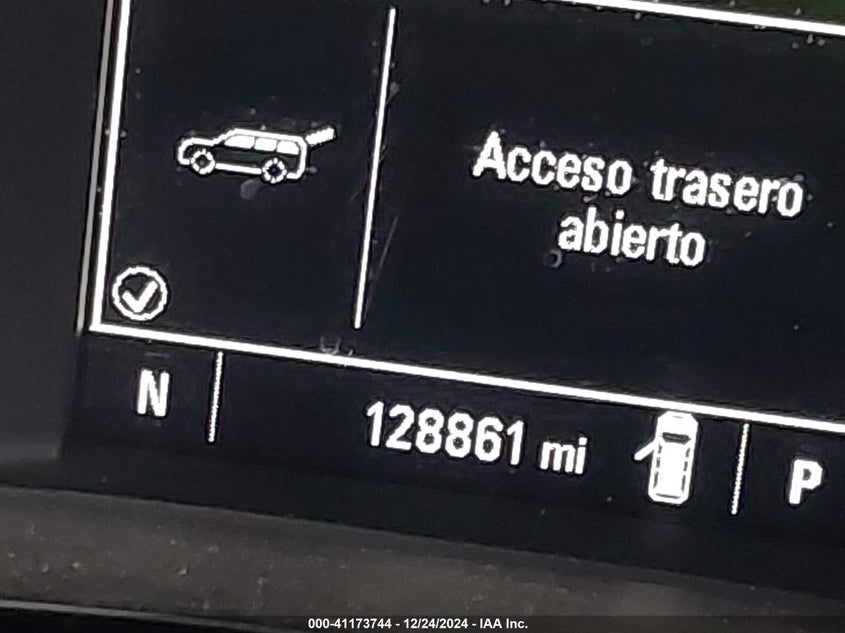 Acceso trasero
abierto
N
128861 mi
P
000-41173744 - 12/24/2024 - IAA Inc.